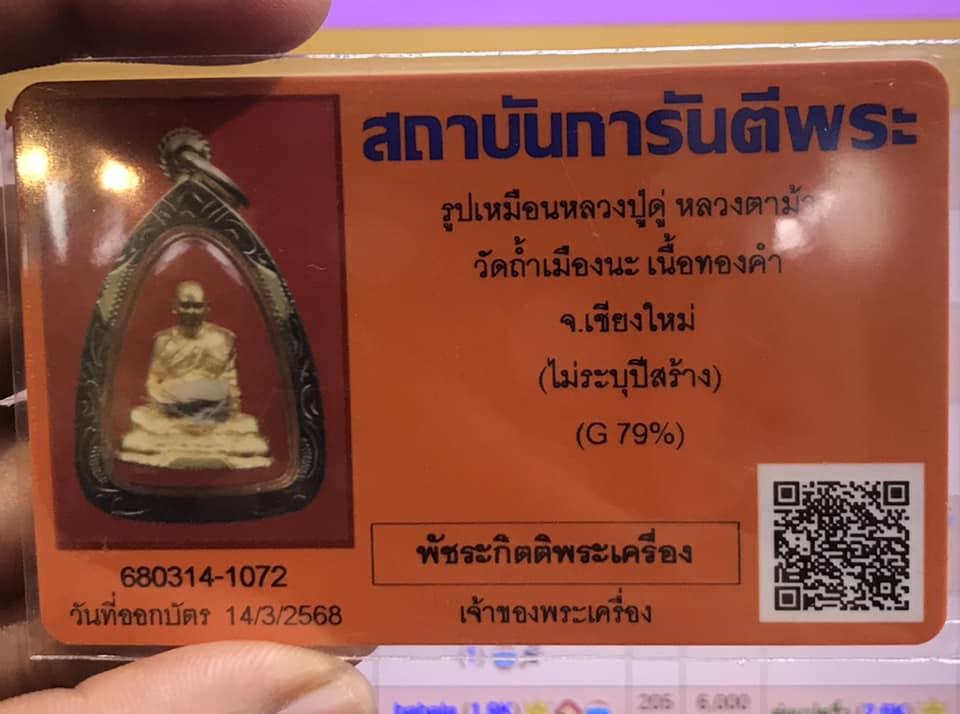 สถาบันการันตีพระ
รูปเหมือนหลวงปู่ดู่ หลวงตาม้า
วัดถ้ำเมืองนะ เนื้อทองคำ
จ.เชียงใหม่
(ไม่ระบุปีสร้าง)
(G 79%)
พัชระกิตติพระเครื่อง
เจ้าของพระเครื่อง
680314-1072
วันที่ออกบัตร 14/3/2568
205 6,000